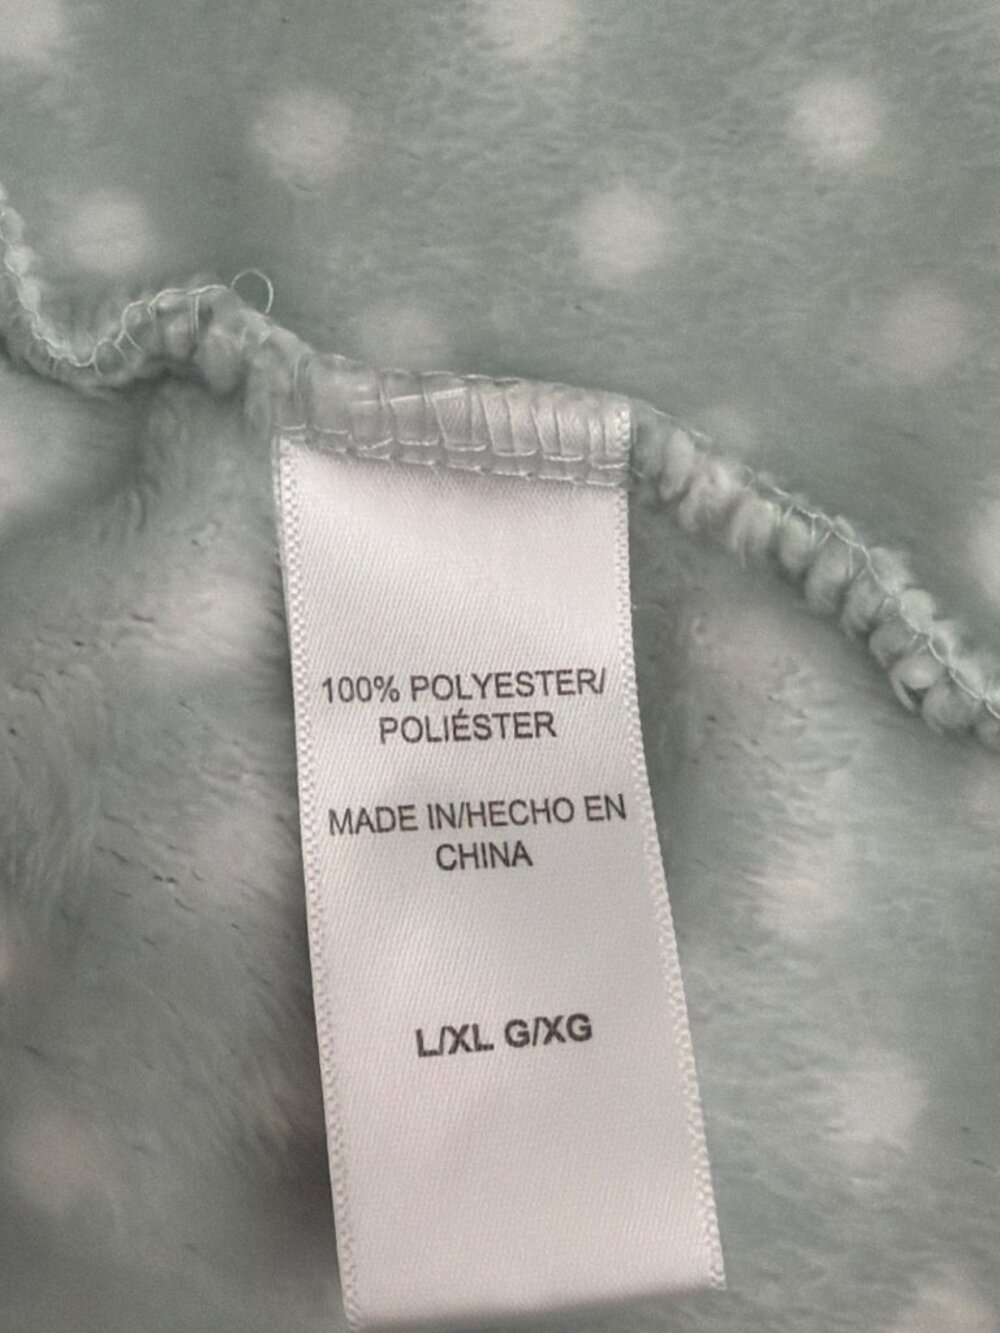 100% POLYESTER/
POLIÉSTER
MADE IN/HECHO EN
CHINA
L/XL G/XG